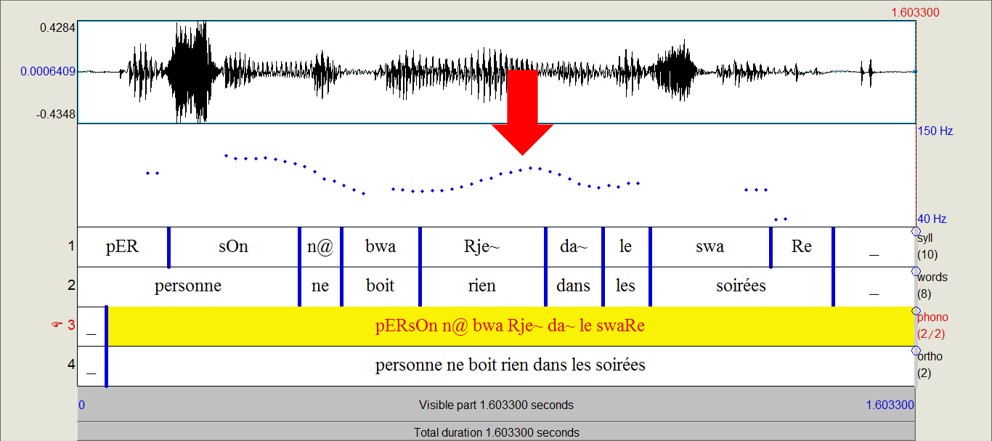 1.603300
0.4284
0.0006409
-0.4348
150 Hz
40 Hz
1 pER sOn n@ bwa Rje~ da~ le swa Re _ syll (10)
2 personne ne boit rien dans les soirées _ words (8)
3 _ pERsOn n@ bwa Rje~ da~ le swaRe phono (2/2)
4 _ personne ne boit rien dans les soirées ortho (2)
0 Visible part 1.603300 seconds 1.603300
Total duration 1.603300 seconds